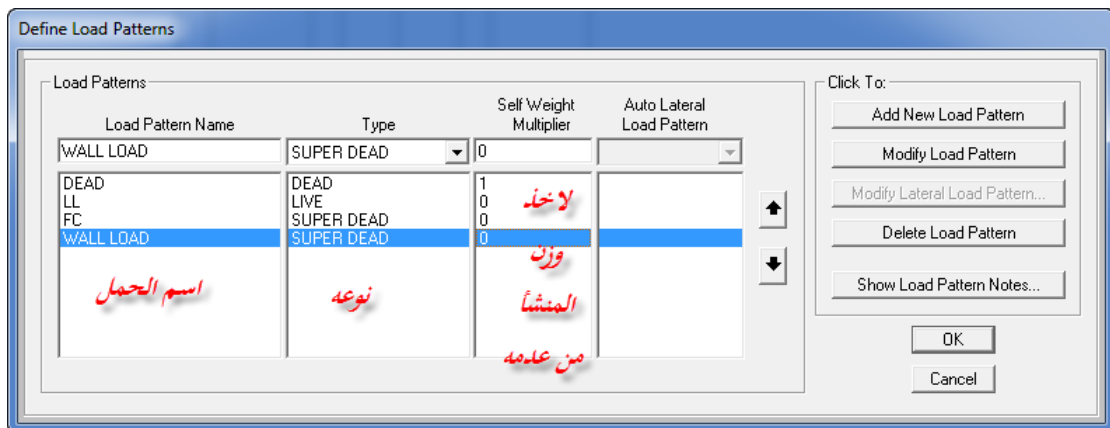 Define Load Patterns
Load Patterns
Click To:
Load Pattern Name Type Self Weight Multiplier Auto Lateral Load Pattern
WALL LOAD SUPER DEAD 0
DEAD DEAD 1
LL LIVE 0
FC SUPER DEAD 0
WALL LOAD SUPER DEAD 0
اسم الحمل
نوعه
لاخذ
وزن
المنشأ
من عدمه
Add New Load Pattern
Modify Load Pattern
Modify Lateral Load Pattern...
Delete Load Pattern
Show Load Pattern Notes...
OK
Cancel